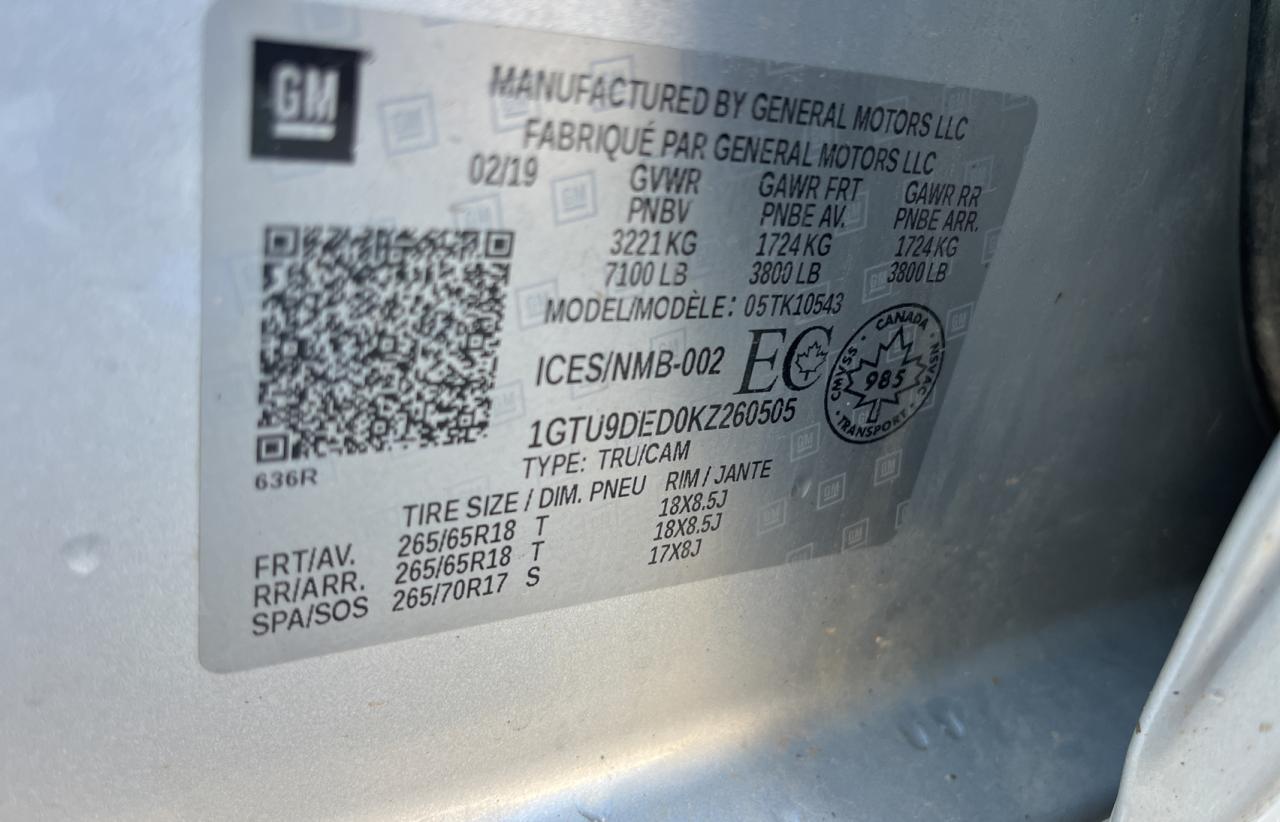 GM
MANUFACTURED BY GENERAL MOTORS LLC
FABRIQUÉ PAR GENERAL MOTORS LLC
02/19 GVWR GAWR FRT GAWR RR
PNBV PNBE AV. PNBE ARR.
3221 KG 1724 KG 1724 KG
7100 LB 3800 LB 3800 LB
MODEL/MODÈLE: 05TK10543
ICES/NMB-002 EC
CANADA
CMVSS · NSVAC
985
TRANSPORT
1GTU9DED0KZ260505
TYPE: TRU/CAM
636R
TIRE SIZE / DIM. PNEU RIM / JANTE
FRT/AV. 265/65R18 T 18X8.5J
RR/ARR. 265/65R18 T 18X8.5J
SPA/SOS 265/70R17 S 17X8J